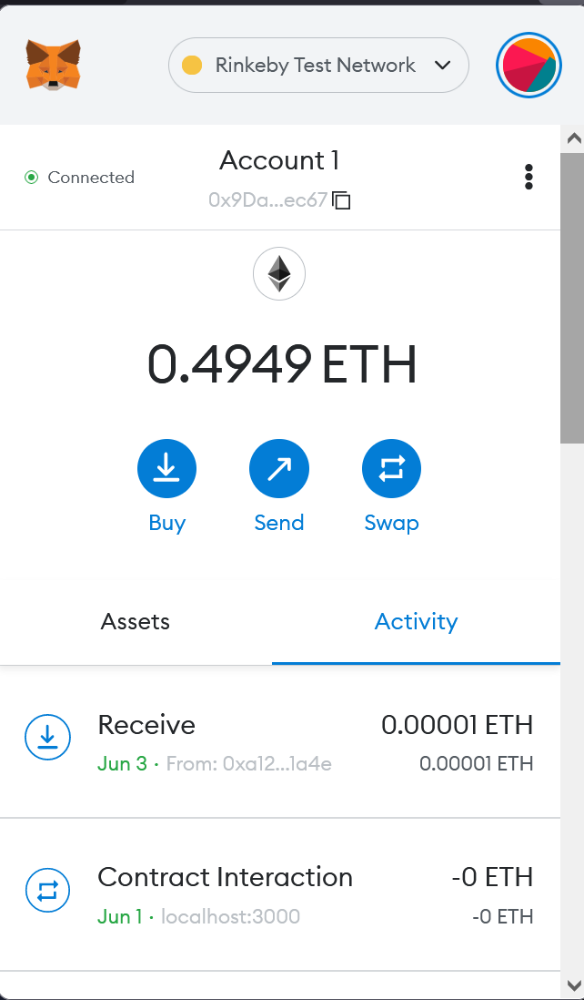 Rinkeby Test Network
Connected
Account 1
0x9Da...ec67
0.4949 ETH
Buy
Send
Swap
Assets
Activity
Receive
0.00001 ETH
Jun 3 · From: 0xa12...1a4e
0.00001 ETH
Contract Interaction
-0 ETH
Jun 1 · localhost:3000
-0 ETH